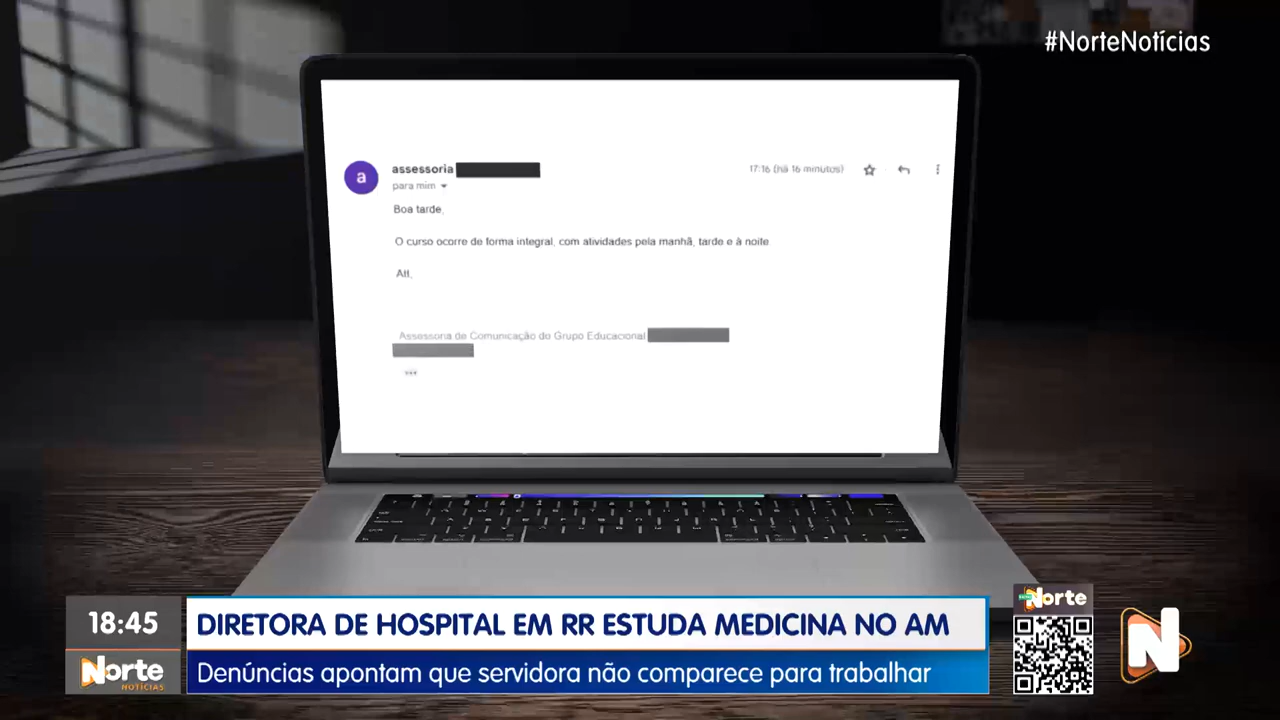 #NorteNotícias
a
assessoria
para mim
17:16 (há 16 minutos)
Boa tarde,
O curso ocorre de forma integral, com atividades pela manhã, tarde e à noite.
Att,
Assessoria de Comunicação do Grupo Educacional
18:45
DIRETORA DE HOSPITAL EM RR ESTUDA MEDICINA NO AM
Norte
NOTÍCIAS
Denúncias apontam que servidora não comparece para trabalhar
Norte
N